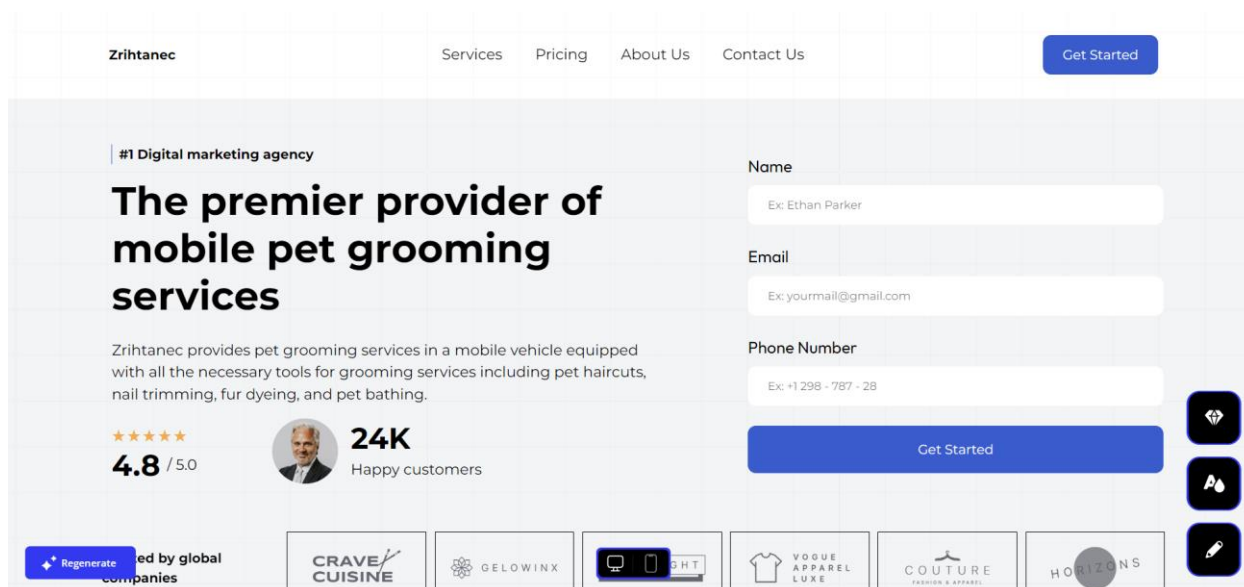 Zrihtanec
Services
Pricing
About Us
Contact Us
Get Started
#1 Digital marketing agency
The premier provider of
mobile pet grooming
services
Zrihtanec provides pet grooming services in a mobile vehicle equipped
with all the necessary tools for grooming services including pet haircuts,
nail trimming, fur dyeing, and pet bathing.
4.8 / 5.0
24K
Happy customers
Name
Ex: Ethan Parker
Email
Ex: yourmail@gmail.com
Phone Number
Ex: +1 298 - 787 - 28
Get Started
Regenerate
by global
companies
CRAVE
CUISINE
GELOWINX
VOGUE
APPAREL
LUXE
COUTURE
FASHION & APPAREL
HORIZONS